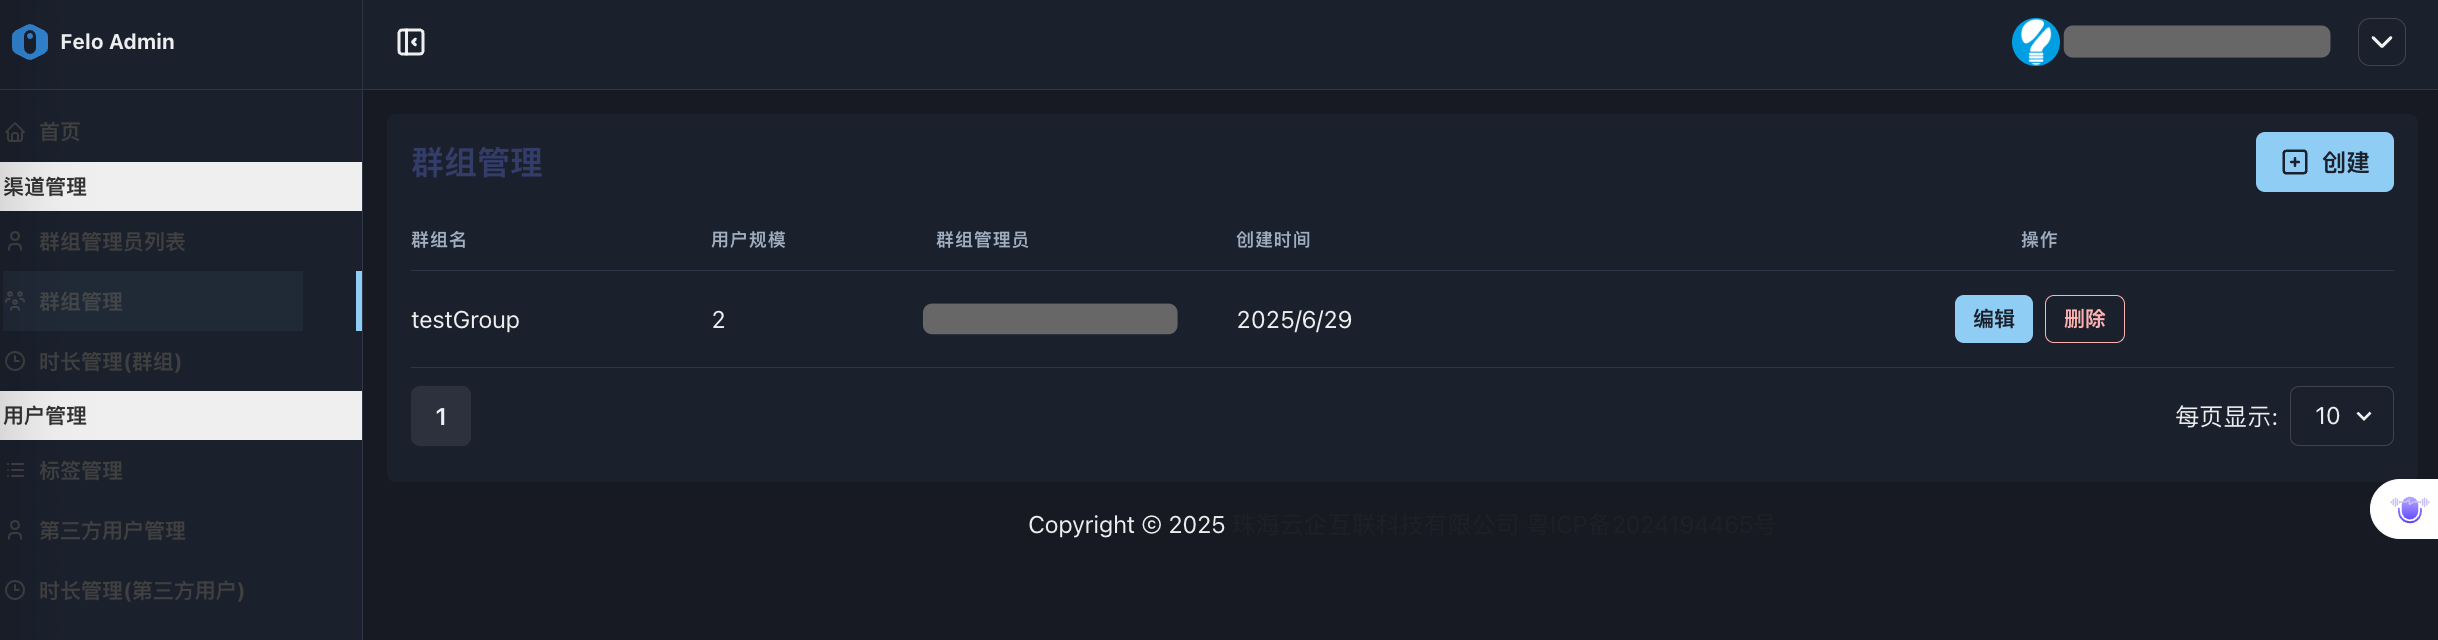 Felo Admin
首页
渠道管理
群组管理员列表
群组管理
时长管理(群组)
用户管理
标签管理
第三方用户管理
时长管理(第三方用户)
群组管理
创建
群组名 用户规模 群组管理员 创建时间 操作
testGroup 2 2025/6/29 编辑 删除
1 每页显示: 10
Copyright © 2025 珠海云企互联科技有限公司 粤ICP备2024194465号